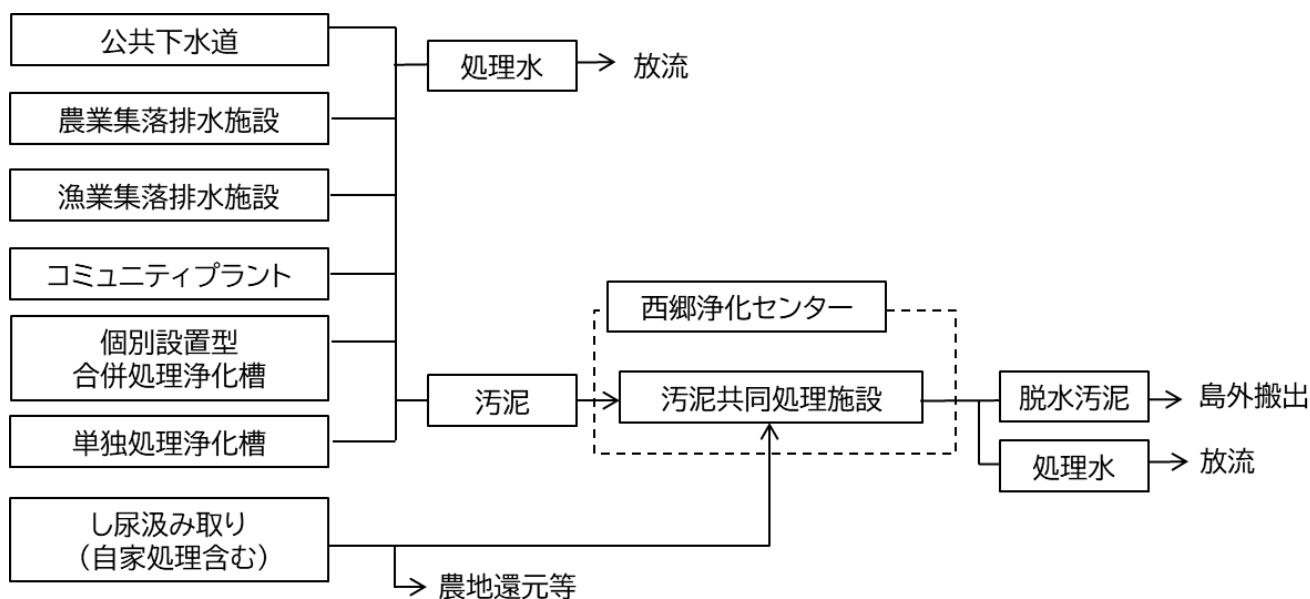 公共下水道
処理水
放流
農業集落排水施設
漁業集落排水施設
コミュニティプラント
西郷浄化センター
個別設置型
合併処理浄化槽
汚泥
汚泥共同処理施設
脱水汚泥
島外搬出
単独処理浄化槽
処理水
放流
し尿汲み取り
（自家処理含む）
農地還元等